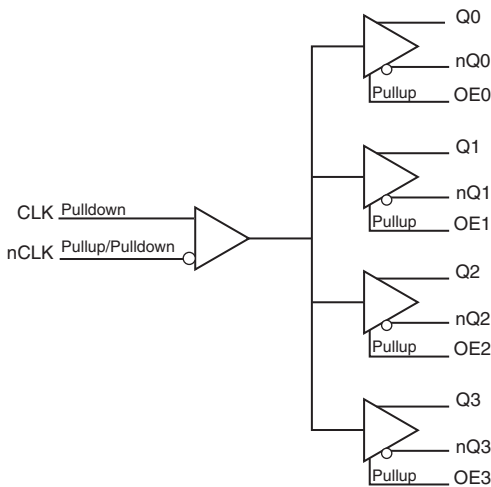 Q0
nQ0
Pullup OE0
Q1
nQ1
Pullup OE1
CLK Pulldown
nCLK Pullup/Pulldown
Q2
nQ2
Pullup OE2
Q3
nQ3
Pullup OE3